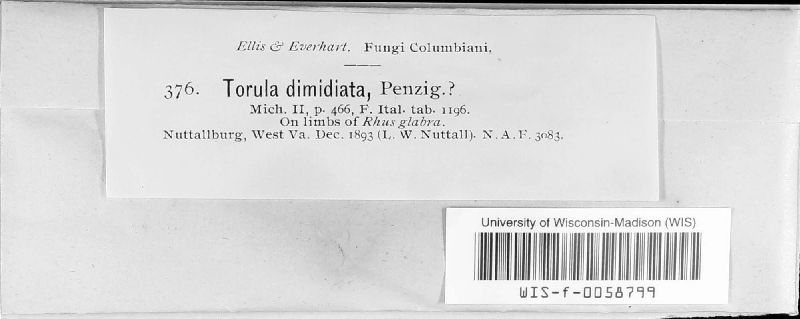 Ellis & Everhart. Fungi Columbiani.
376. Torula dimidiata, Penzig.?
Mich. II, p. 466, F. Ital. tab. 1196.
On limbs of Rhus glabra.
Nuttallburg, West Va. Dec. 1893 (L. W. Nuttall). N. A. F. 3083.
University of Wisconsin-Madison (WIS)
WIS-f-0058799